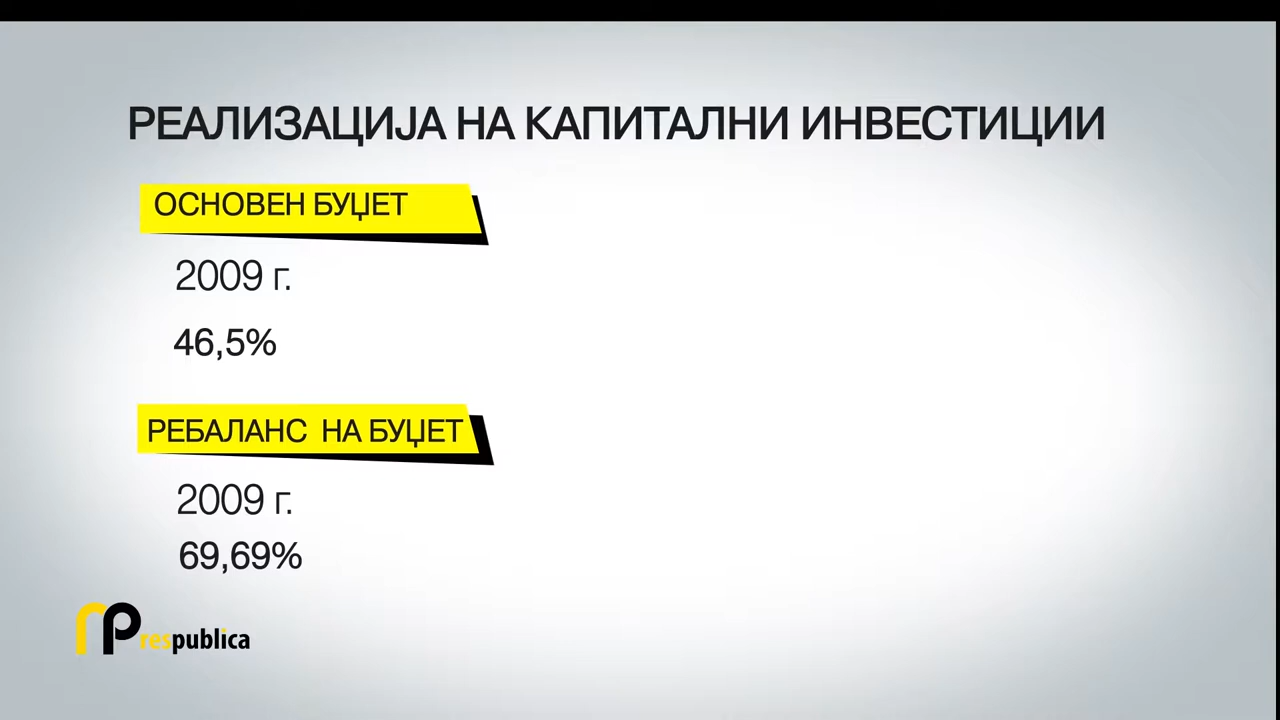 РЕАЛИЗАЦИЈА НА КАПИТАЛНИ ИНВЕСТИЦИИ
ОСНОВЕН БУЏЕТ
2009 г.
46,5%
РЕБАЛАНС НА БУЏЕТ
2009 г.
69,69%
respublica